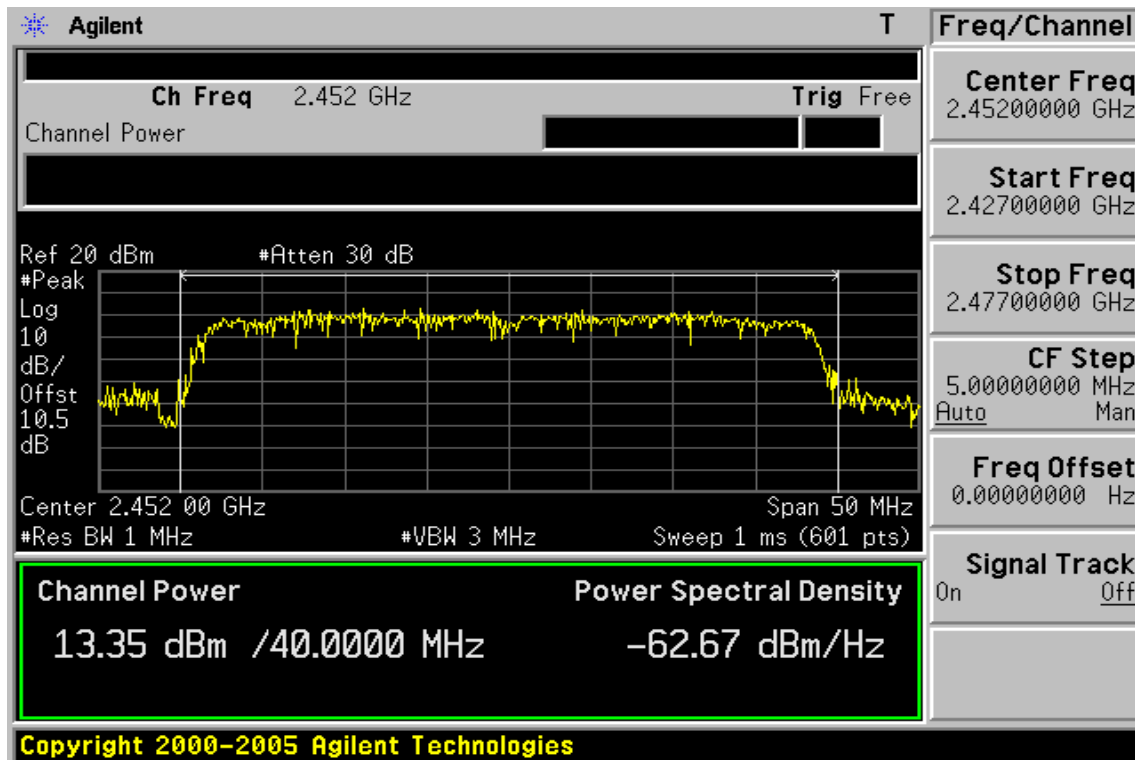 Agilent T Freq/Channel
Ch Freq 2.452 GHz Trig Free
Channel Power
Ref 20 dBm #Atten 30 dB
#Peak
Log
10
dB/
Offst
10.5
dB
Center 2.452 00 GHz Span 50 MHz
#Res BW 1 MHz #VBW 3 MHz Sweep 1 ms (601 pts)
Channel Power Power Spectral Density
13.35 dBm /40.0000 MHz -62.67 dBm/Hz
Center Freq
2.45200000 GHz
Start Freq
2.42700000 GHz
Stop Freq
2.47700000 GHz
CF Step
5.00000000 MHz
Auto Man
Freq Offset
0.00000000 Hz
Signal Track
On Off
Copyright 2000-2005 Agilent Technologies